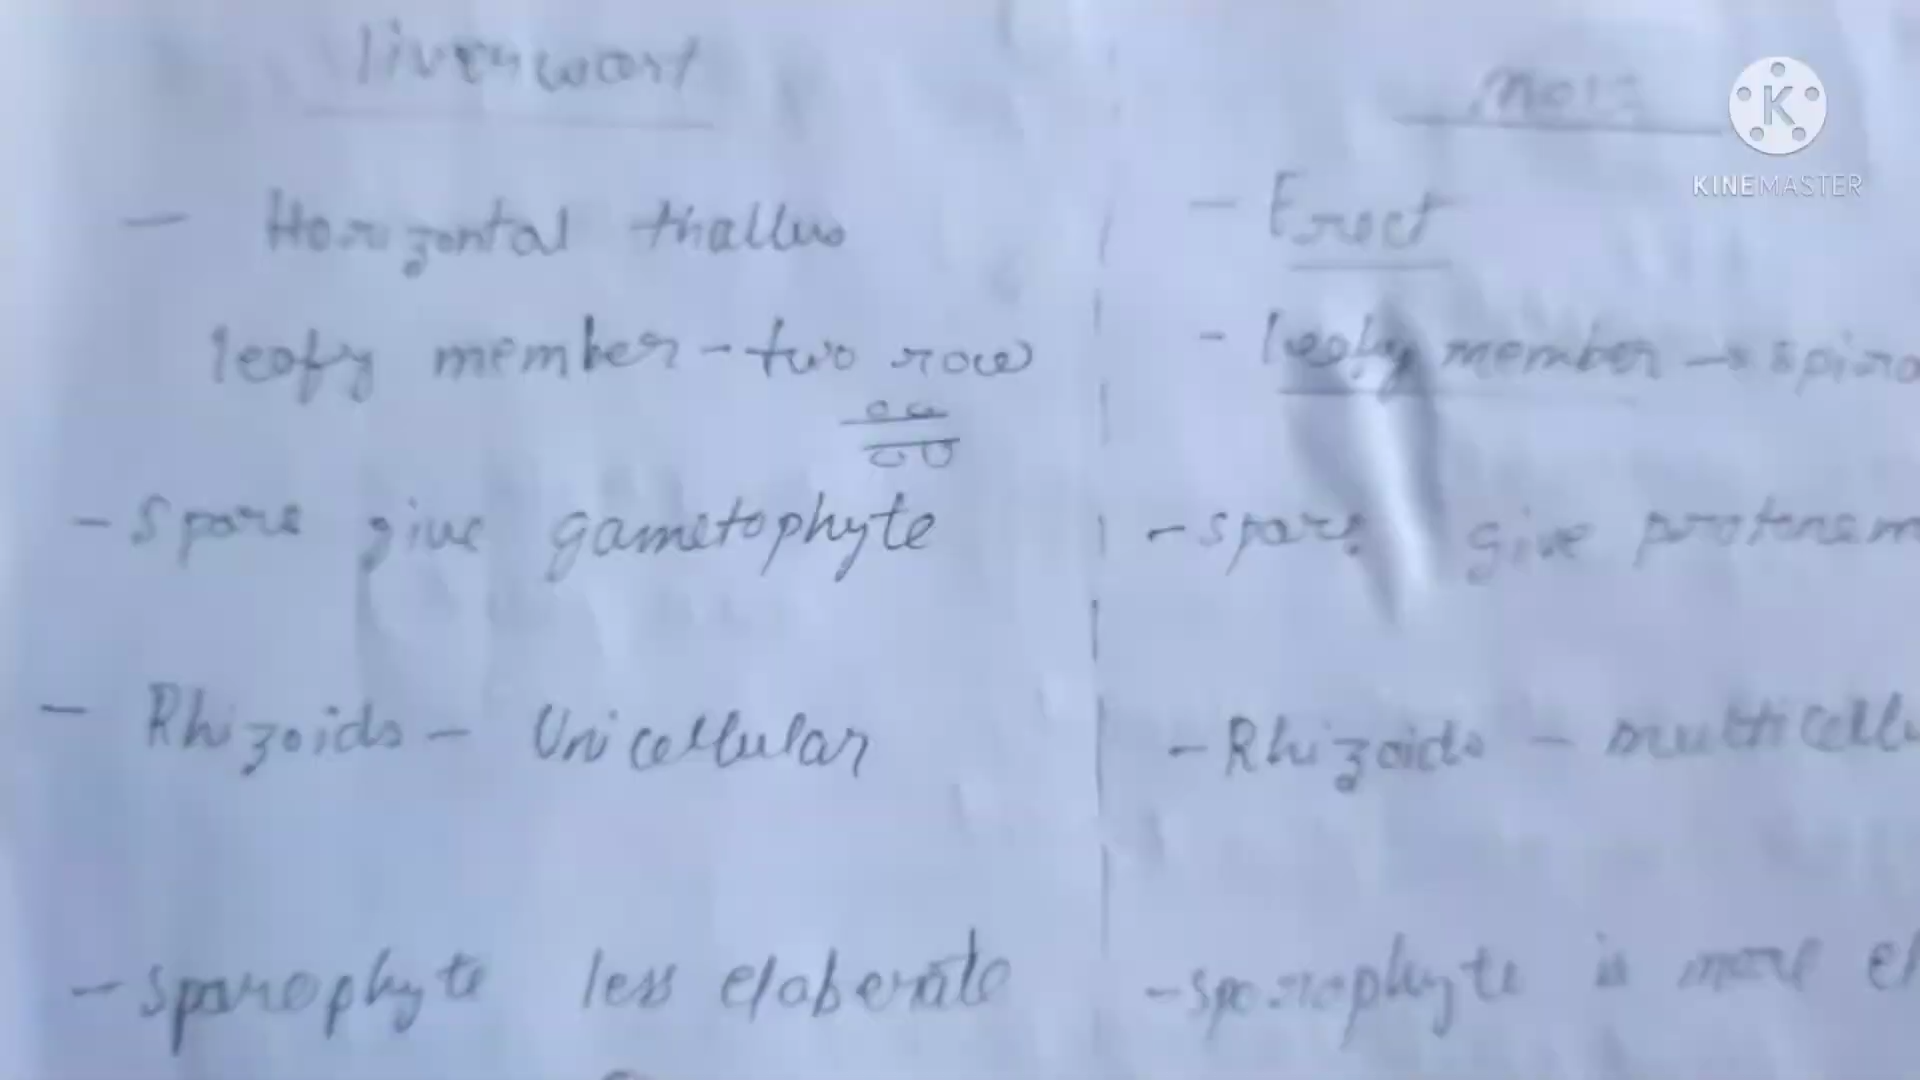 liverwort
Moss
KINEMASTER
- Horizontal thallus
- Erect
leafy member - two row
- leafy member → spira
- Spore give gametophyte
- spore give protonem
- Rhizoids - Unicellular
- Rhizoids - multicellu
- Sporophyte less elaborate
- Sporophyte is more el